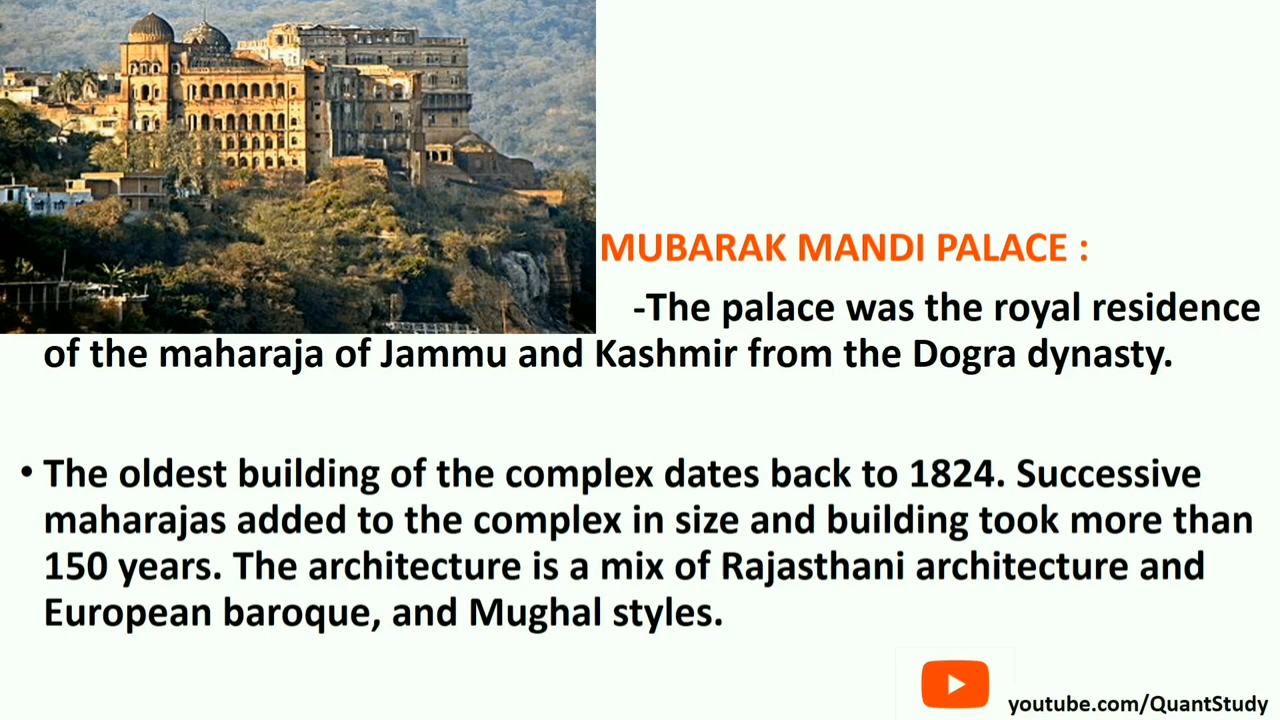 MUBARAK MANDI PALACE :
-The palace was the royal residence
of the maharaja of Jammu and Kashmir from the Dogra dynasty.
• The oldest building of the complex dates back to 1824. Successive
maharajas added to the complex in size and building took more than
150 years. The architecture is a mix of Rajasthani architecture and
European baroque, and Mughal styles.
youtube.com/QuantStudy